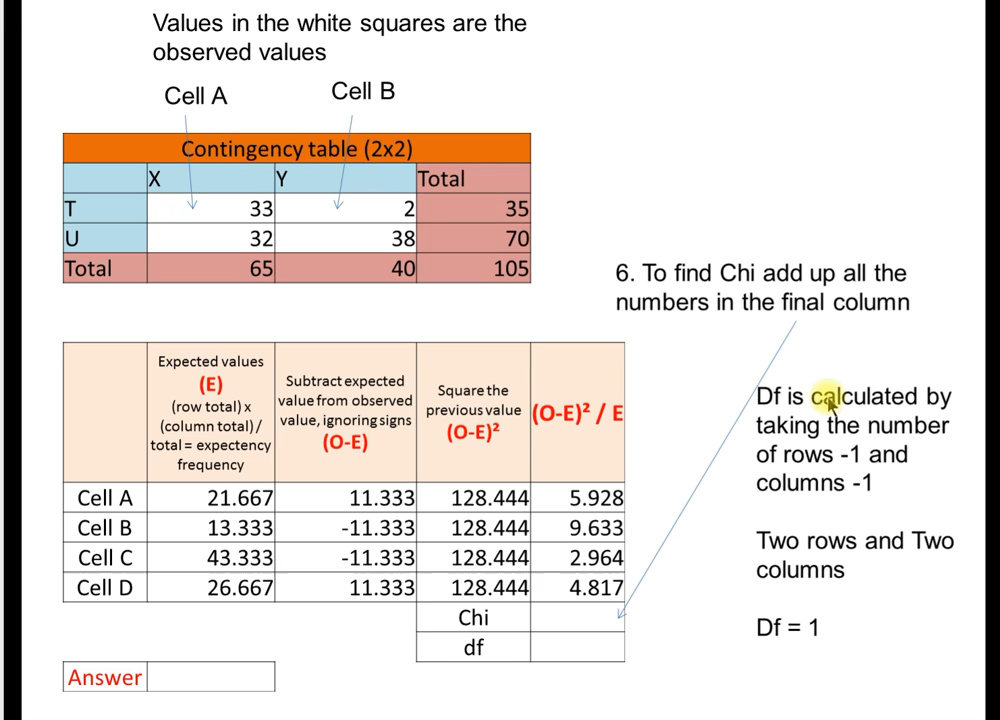 Values in the white squares are the
observed values
Cell A
Cell B
Contingency table (2x2)
X Y Total
T 33 2 35
U 32 38 70
Total 65 40 105
6. To find Chi add up all the
numbers in the final column
Expected values
(E)
(row total) x
(column total) /
total = expectency
frequency
Subtract expected
value from observed
value, ignoring signs
(O-E)
Square the
previous value
(O-E)²
(O-E)² / E
Cell A 21.667 11.333 128.444 5.928
Cell B 13.333 -11.333 128.444 9.633
Cell C 43.333 -11.333 128.444 2.964
Cell D 26.667 11.333 128.444 4.817
Chi
df
Answer
Df is calculated by
taking the number
of rows -1 and
columns -1
Two rows and Two
columns
Df = 1